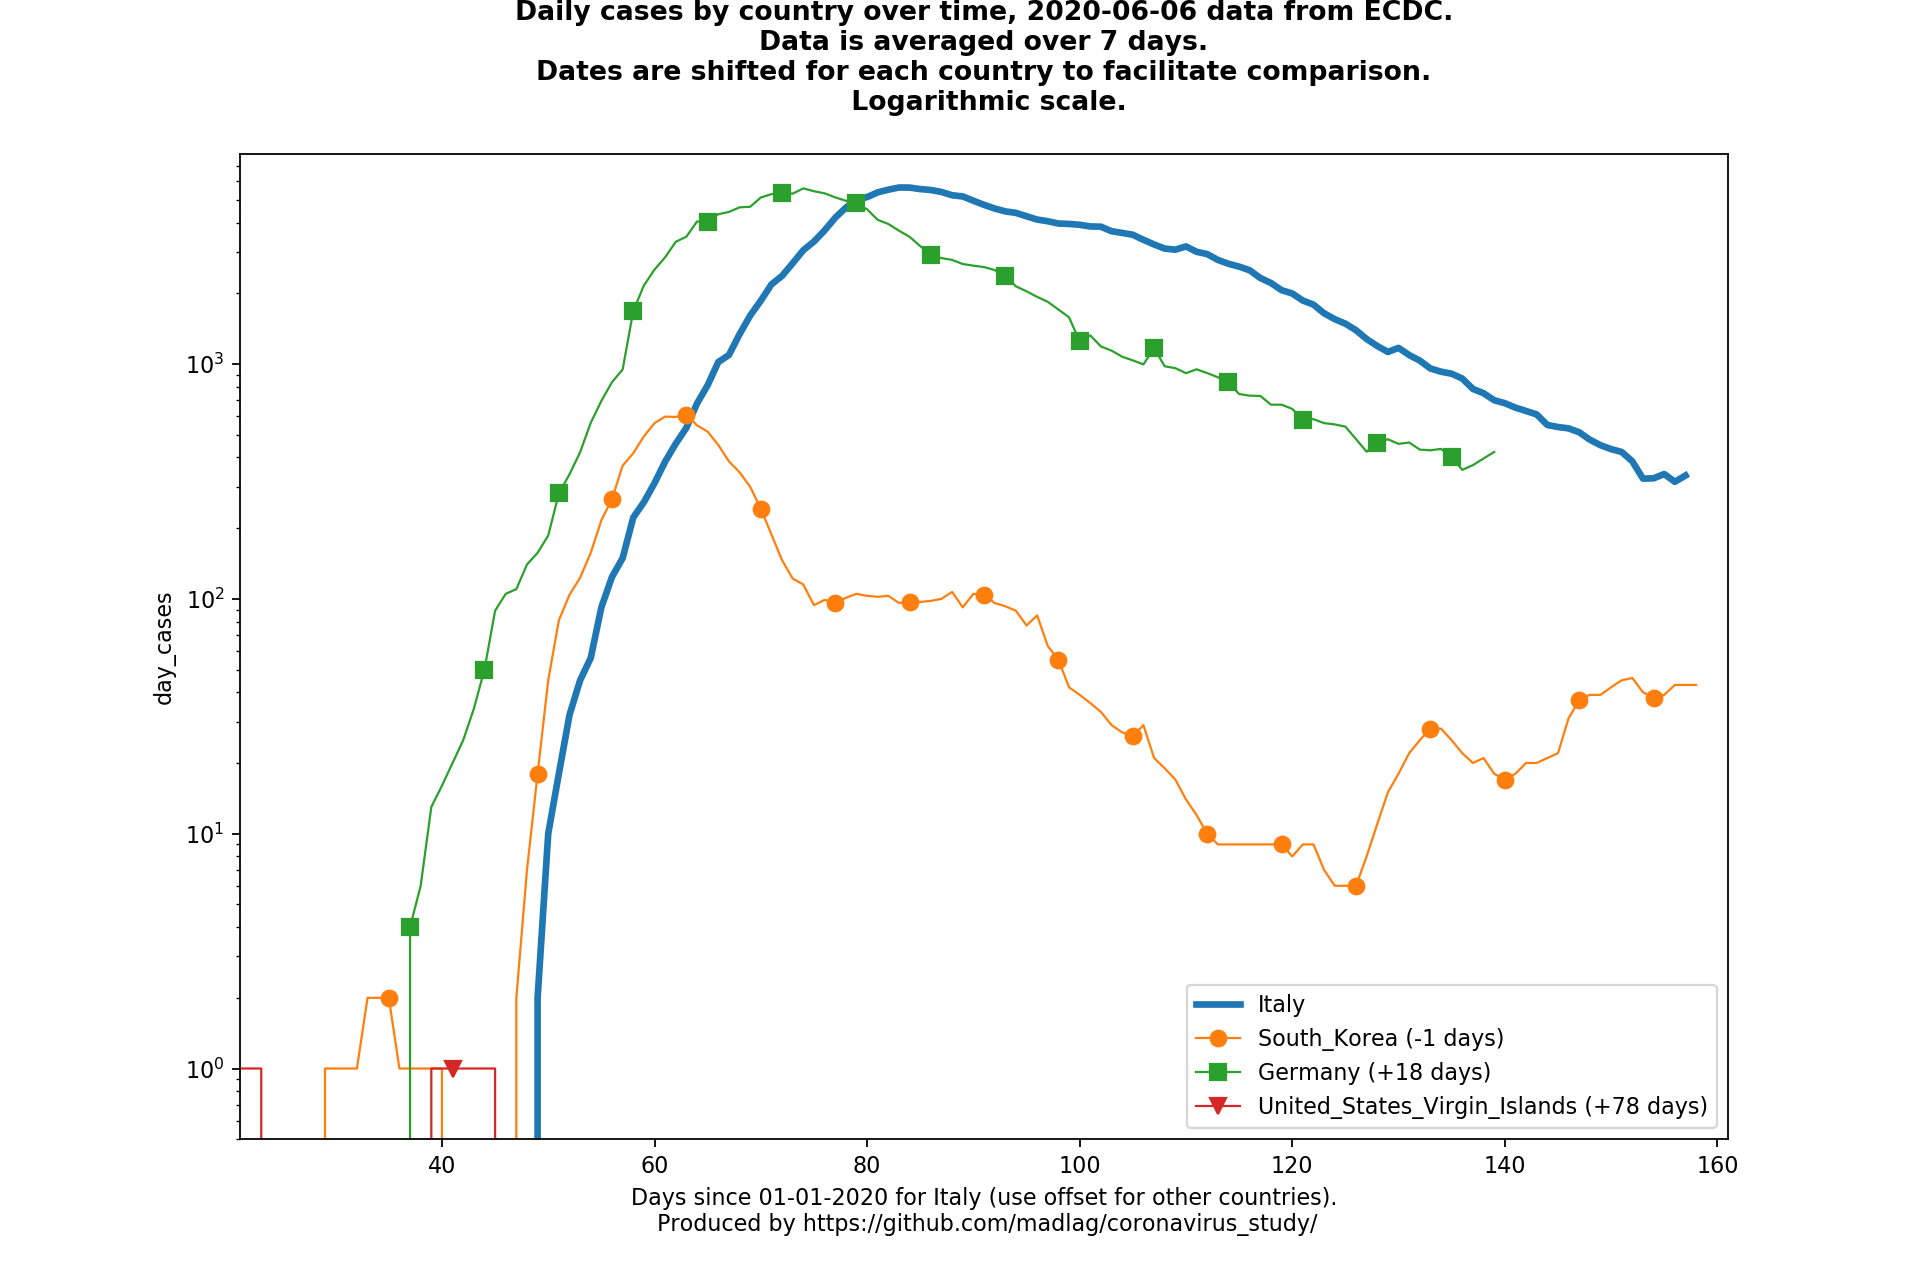 Daily cases by country over time, 2020-06-06 data from ECDC.
Data is averaged over 7 days.
Dates are shifted for each country to facilitate comparison.
Logarithmic scale.
day_cases
10³
10²
10¹
10⁰
Italy
South_Korea (-1 days)
Germany (+18 days)
United_States_Virgin_Islands (+78 days)
40 60 80 100 120 140 160
Days since 01-01-2020 for Italy (use offset for other countries).
Produced by https://github.com/madlag/coronavirus_study/